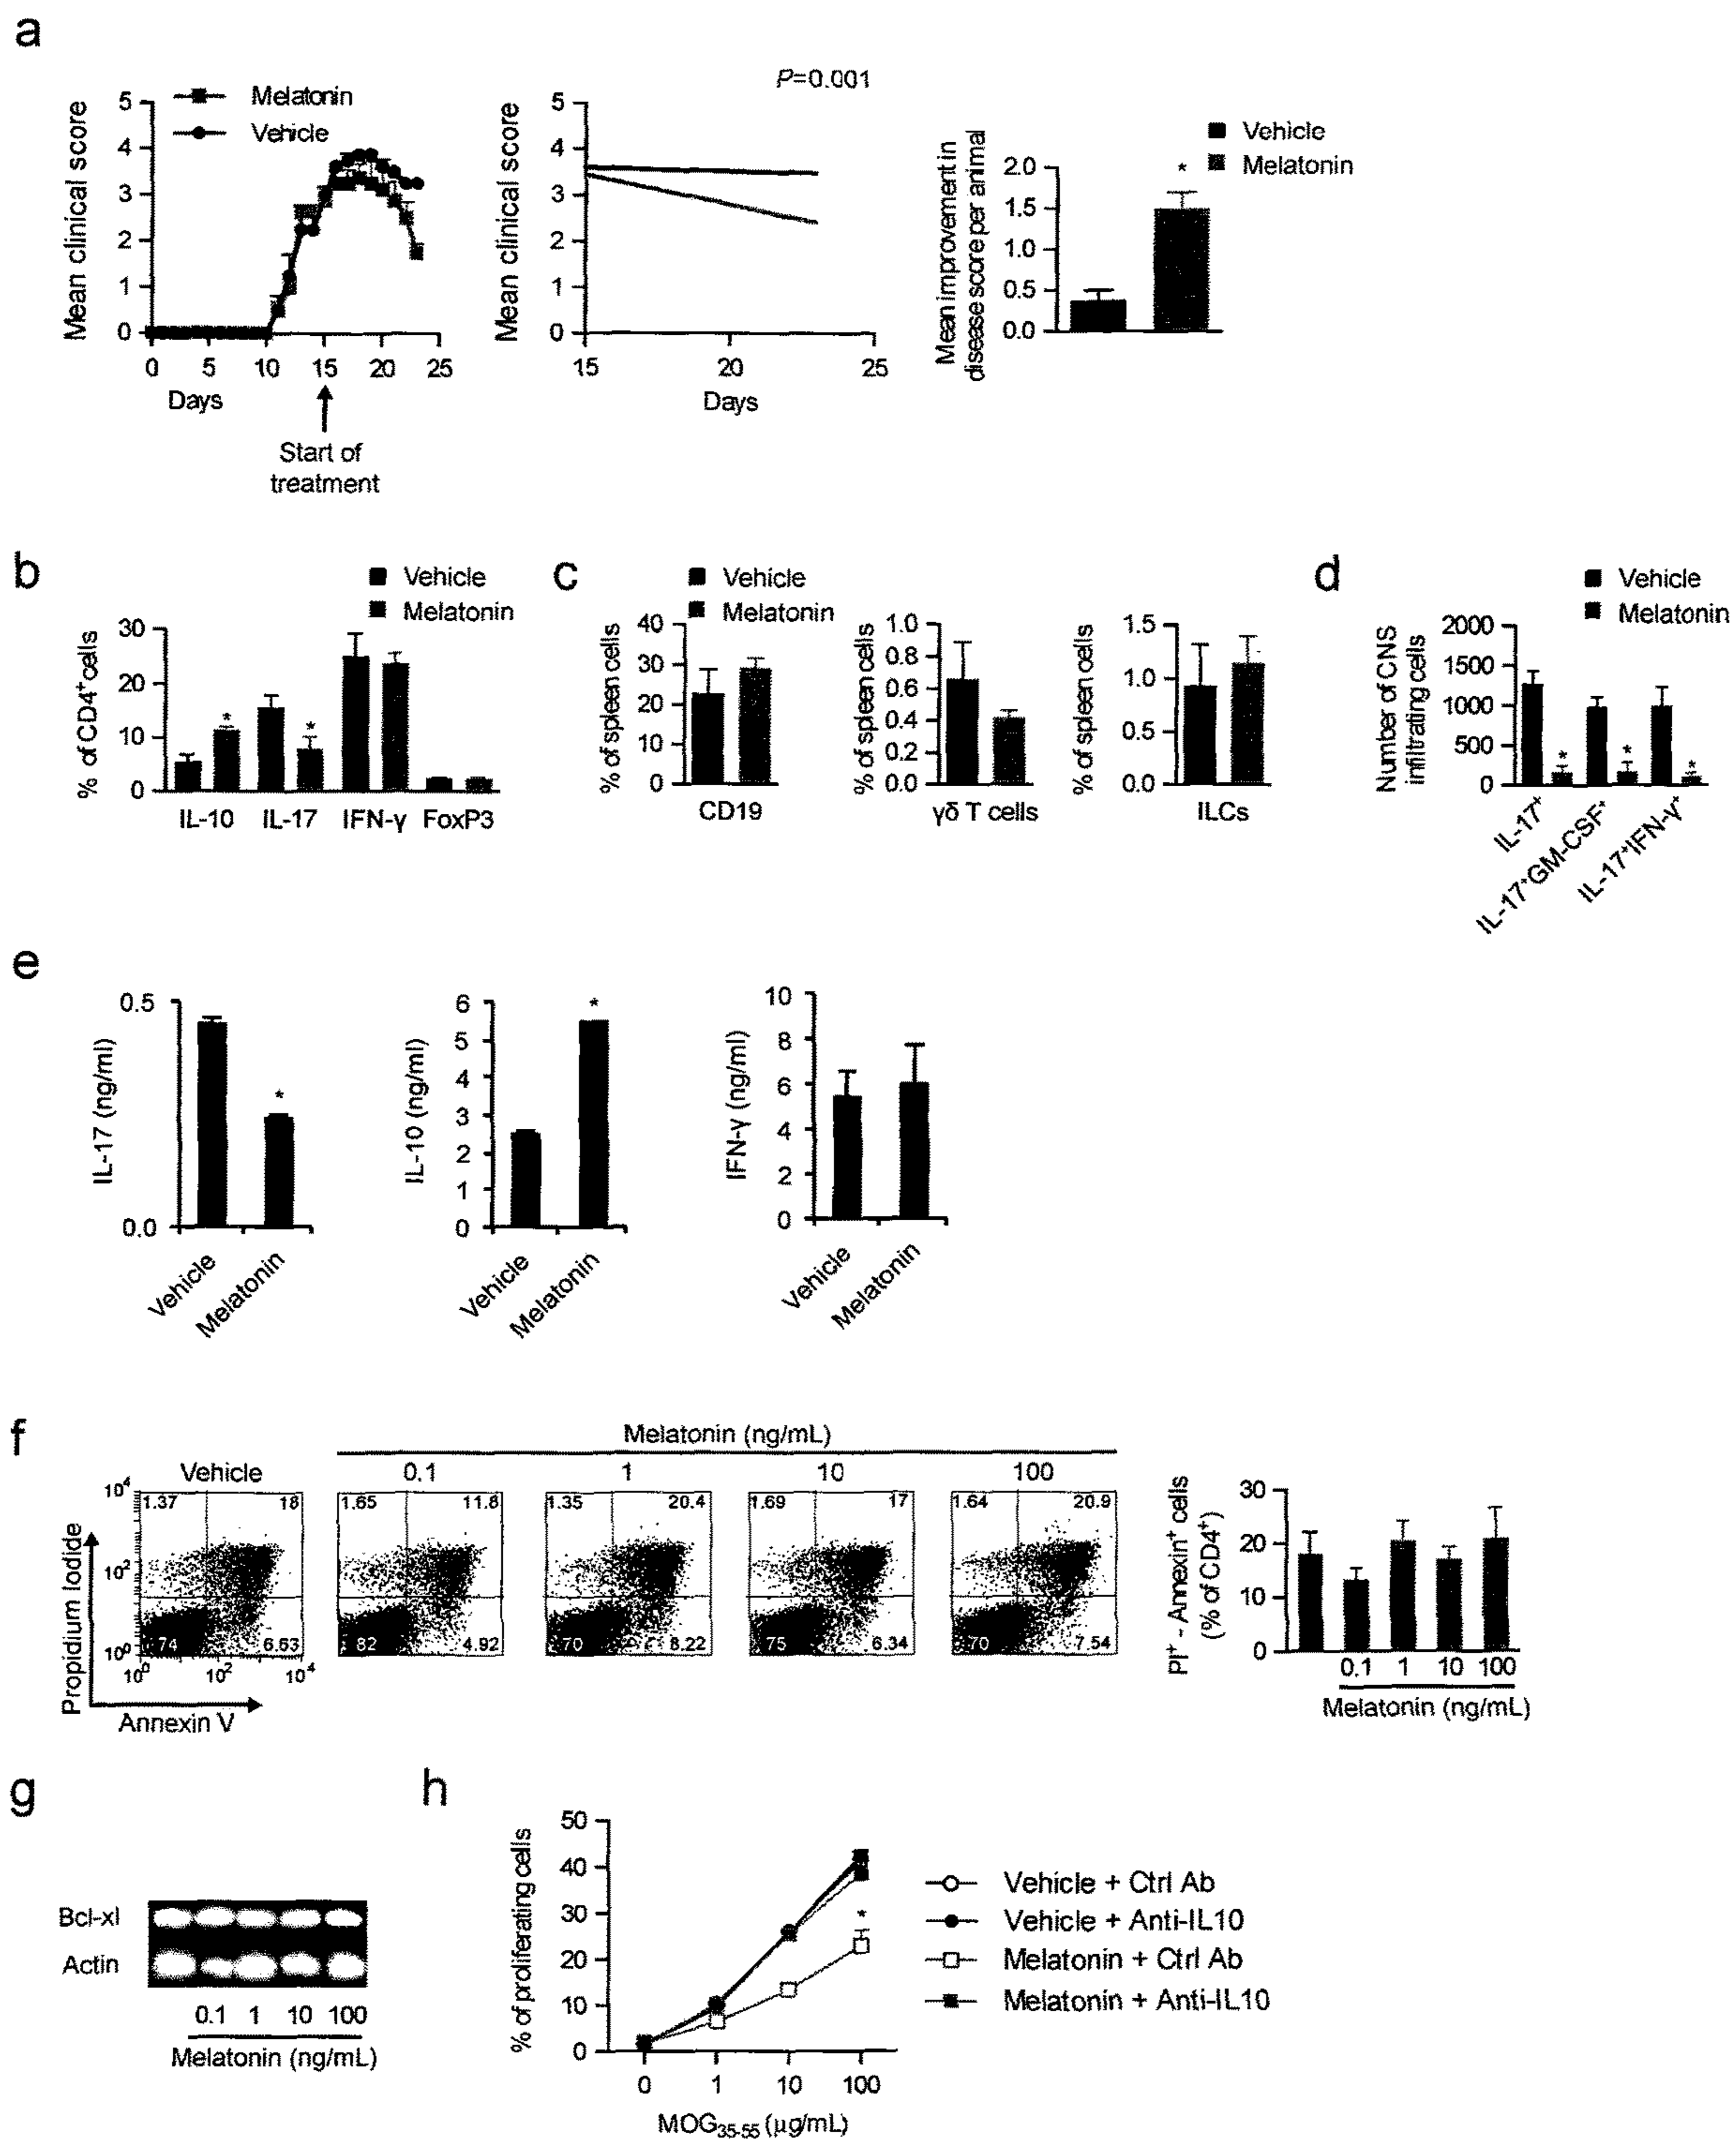 a
Melatonin
Vehicle
Mean clinical score
5
4
3
2
1
0
0 5 10 15 20 25
Days
Start of
treatment
P=0.001
Mean clinical score
5
4
3
2
1
0
15 20 25
Days
Vehicle
Melatonin
Mean improvement in
disease score per animal
2.0
1.5
1.0
0.5
0.0
*
b
Vehicle
Melatonin
% of CD4+cells
30
20
10
0
* *
IL-10 IL-17 IFN-γ FoxP3
c
Vehicle
Melatonin
% of spleen cells
40
30
20
10
0
CD19
% of spleen cells
1.0
0.8
0.6
0.4
0.2
0.0
γδ T cells
% of spleen cells
1.5
1.0
0.5
0.0
ILCs
d
Vehicle
Melatonin
Number of CNS
infiltrating cells
2000
1500
1000
500
0
* * *
IL-17+
IL-17+GM-CSF+
IL-17+IFN-γ+
e
IL-17 (ng/ml)
0.5
0.0
*
Vehicle
Melatonin
IL-10 (ng/ml)
6
5
4
3
2
1
0
*
Vehicle
Melatonin
IFN-γ (ng/ml)
10
8
6
4
2
0
Vehicle
Melatonin
f
Melatonin (ng/mL)
Vehicle 0.1 1 10 100
Propidium Iodide
10^4
10^2
10^0
1.37 18
74 6.53
1.65 11.8
82 4.92
1.35 20.4
70 8.22
1.69 17
75 6.34
1.64 20.9
70 7.54
10^0 10^2 10^4
Annexin V
PI+ - Annexin+ cells
(% of CD4+)
30
20
10
0
0.1 1 10 100
Melatonin (ng/mL)
g
Bcl-xl
Actin
0.1 1 10 100
Melatonin (ng/mL)
h
% of proliferating cells
50
40
30
20
10
0
*
0 1 10 100
MOG35-55 (µg/mL)
Vehicle + Ctrl Ab
Vehicle + Anti-IL10
Melatonin + Ctrl Ab
Melatonin + Anti-IL10